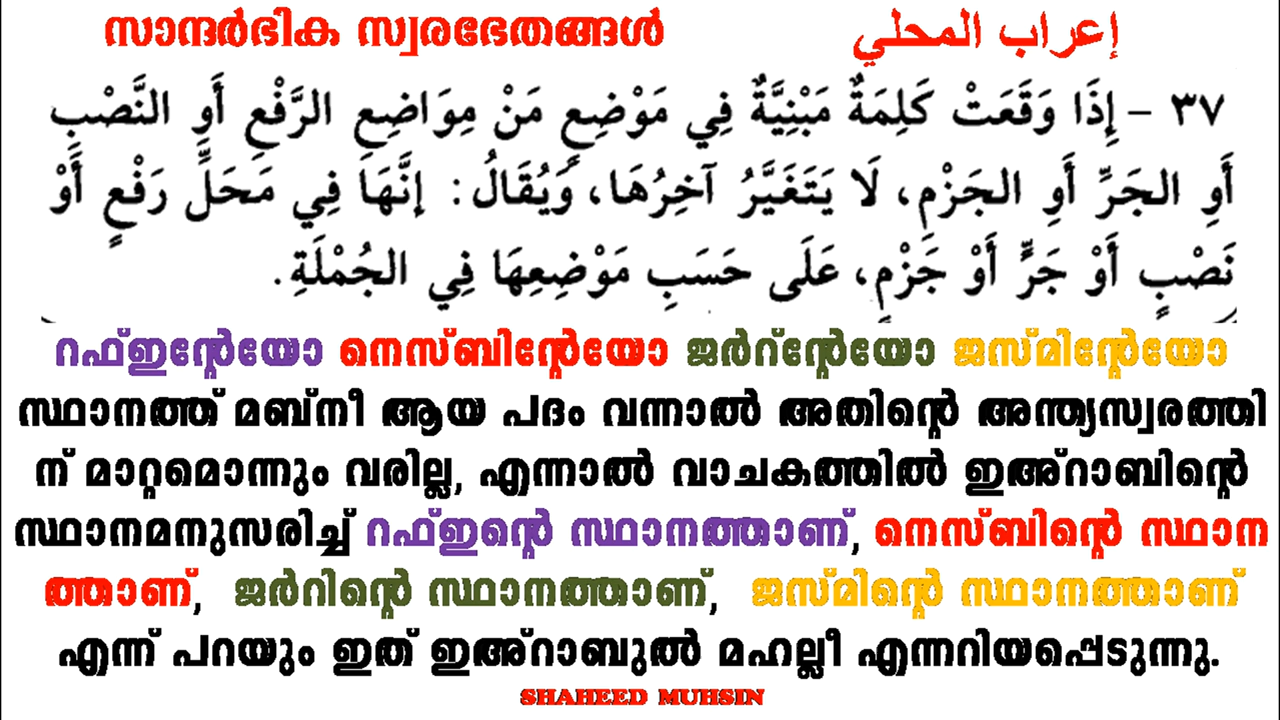 സാന്ദർഭിക സ്വരഭേതങ്ങൾ إعراب المحلي
٣٧ – إِذَا وَقَعَتْ كَلِمَةٌ مَبْنِيَّةٌ فِي مَوْضِعٍ مَنْ مِوَاضِعِ الرَّفْعِ أَوِ النَّصْبِ
أَوِ الجَرِّ أَوِ الجَزْمِ، لَا يَتَغَيَّرُ آخِرُهَا، وَيُقَالُ: إِنَّهَا فِي مَحَلِّ رَفْعٍ أَوْ
نَصْبٍ أَوْ جَرٍّ أَوْ جَزْمٍ، عَلَى حَسَبِ مَوْضِعِهَا فِي الجُمْلَةِ.
റഫ്ഇന്റേയോ നെസ്ബിന്റേയോ ജർറ്ന്റേയോ ജസ്മിന്റേയോ
സ്ഥാനത്ത് മബ്നീ ആയ പദം വന്നാൽ അതിന്റെ അന്ത്യസ്വരത്തി
ന് മാറ്റമൊന്നും വരില്ല, എന്നാൽ വാചകത്തിൽ ഇഅ്റാബിന്റെ
സ്ഥാനമനുസരിച്ച് റഫ്ഇന്റെ സ്ഥാനത്താണ്, നെസ്ബിന്റെ സ്ഥാന
ത്താണ്, ജർറിന്റെ സ്ഥാനത്താണ്, ജസ്മിന്റെ സ്ഥാനത്താണ്
എന്ന് പറയും ഇത് ഇഅ്റാബുൽ മഹല്ലീ എന്നറിയപ്പെടുന്നു.
SHAHEED MUHSIN